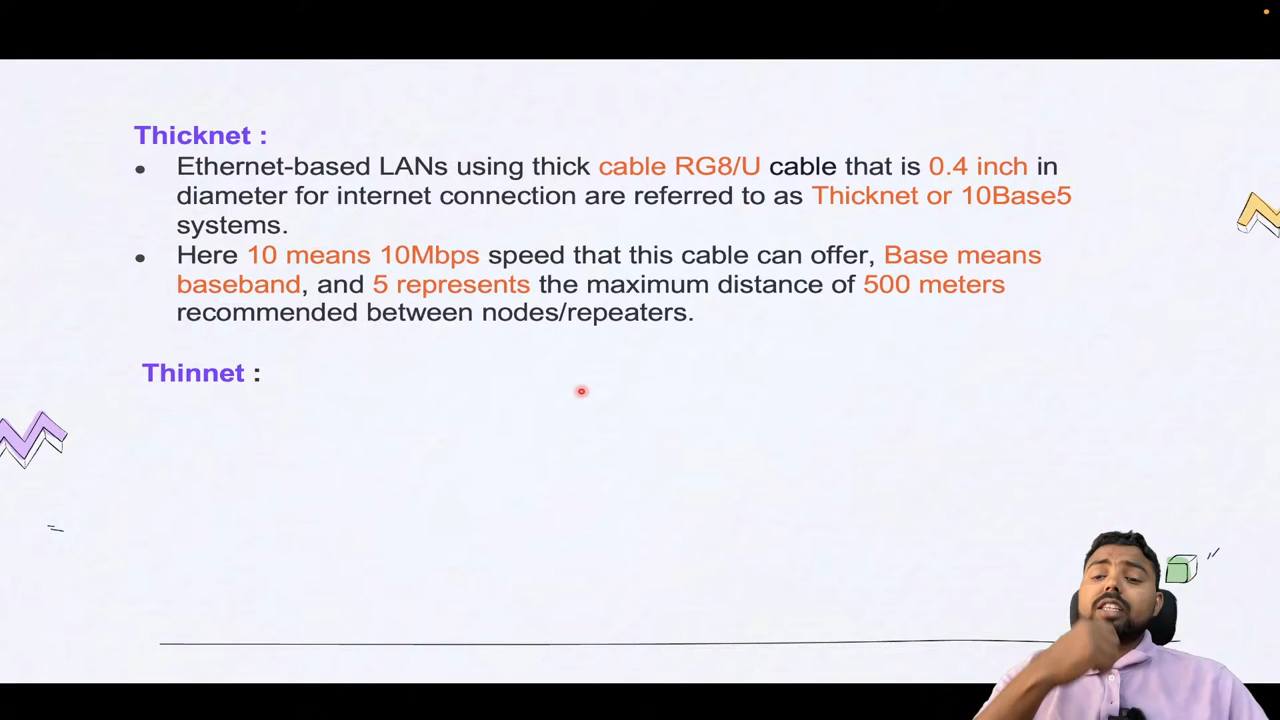 Thicknet :
Ethernet-based LANs using thick cable RG8/U cable that is 0.4 inch in
diameter for internet connection are referred to as Thicknet or 10Base5
systems.
Here 10 means 10Mbps speed that this cable can offer, Base means
baseband, and 5 represents the maximum distance of 500 meters
recommended between nodes/repeaters.
Thinnet :